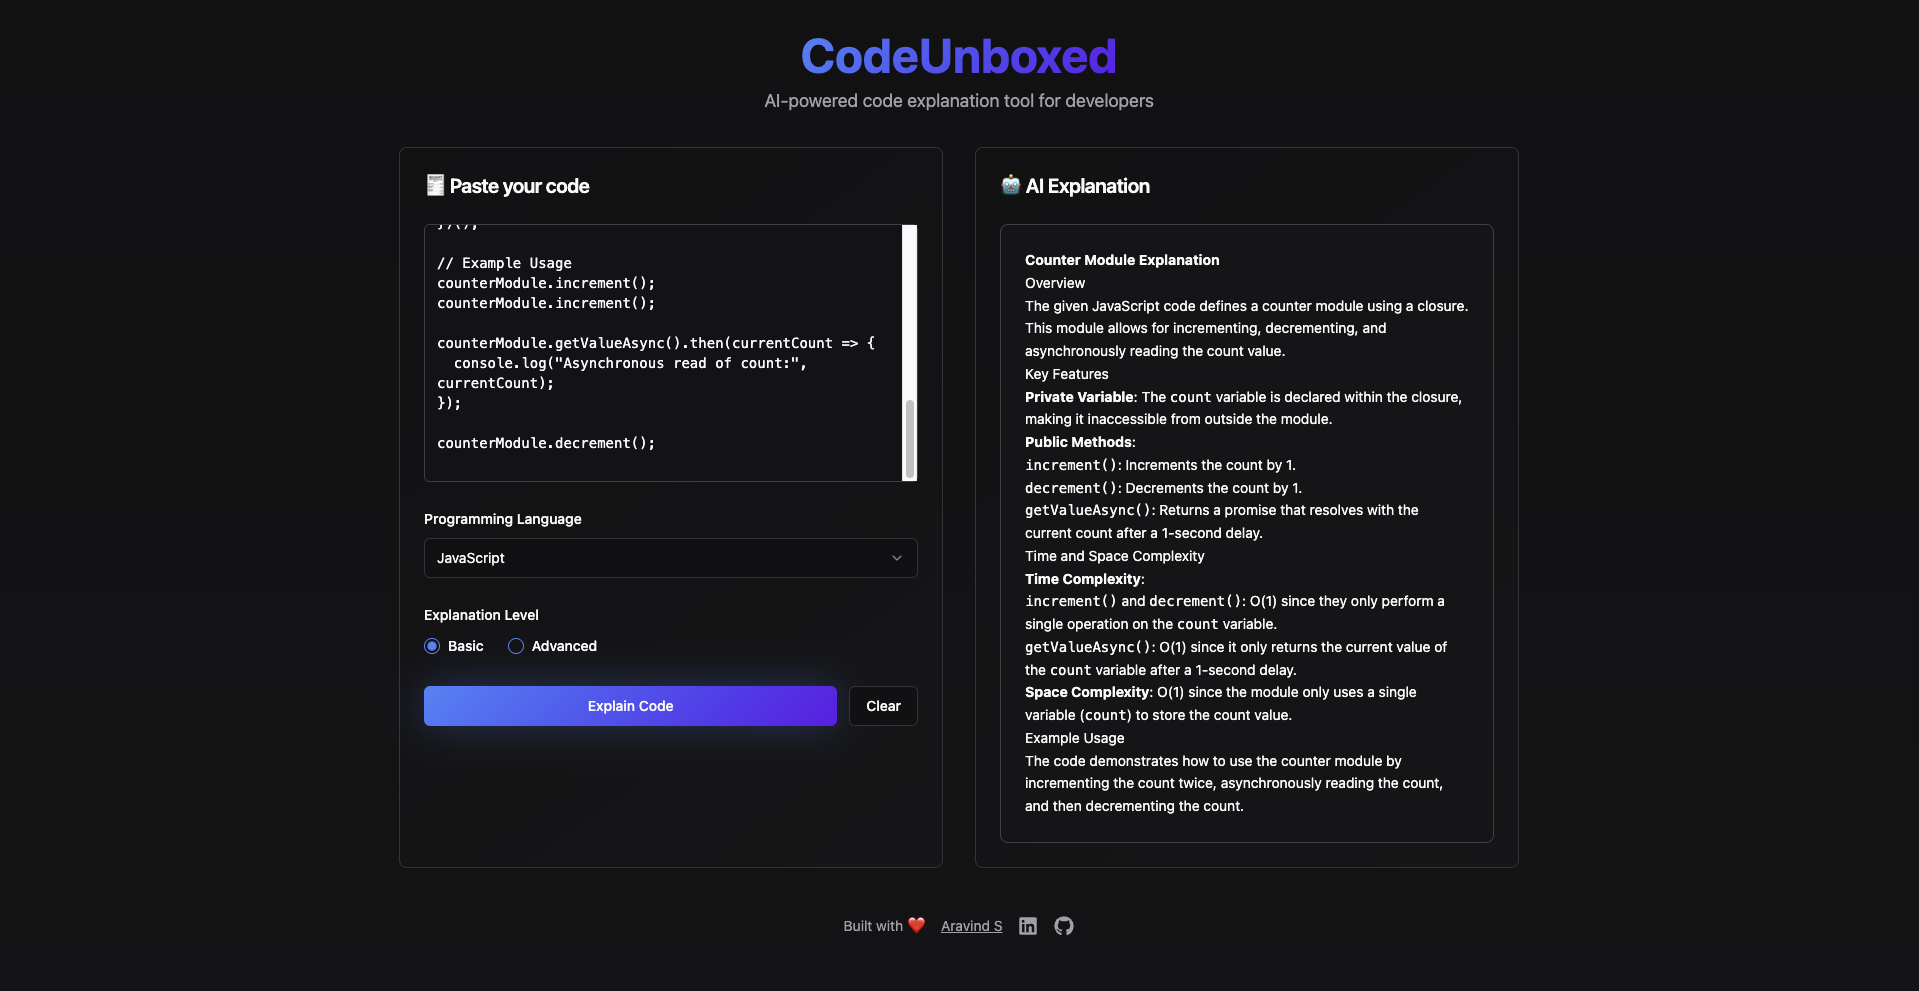 CodeUnboxed
AI-powered code explanation tool for developers
Paste your code
})();
// Example Usage
counterModule.increment();
counterModule.increment();
counterModule.getValueAsync().then(currentCount => {
console.log("Asynchronous read of count:",
currentCount);
});
counterModule.decrement();
Programming Language
JavaScript
Explanation Level
Basic
Advanced
Explain Code
Clear
AI Explanation
Counter Module Explanation
Overview
The given JavaScript code defines a counter module using a closure.
This module allows for incrementing, decrementing, and
asynchronously reading the count value.
Key Features
Private Variable: The count variable is declared within the closure,
making it inaccessible from outside the module.
Public Methods:
increment(): Increments the count by 1.
decrement(): Decrements the count by 1.
getValueAsync(): Returns a promise that resolves with the
current count after a 1-second delay.
Time and Space Complexity
Time Complexity:
increment() and decrement(): O(1) since they only perform a
single operation on the count variable.
getValueAsync(): O(1) since it only returns the current value of
the count variable after a 1-second delay.
Space Complexity: O(1) since the module only uses a single
variable (count) to store the count value.
Example Usage
The code demonstrates how to use the counter module by
incrementing the count twice, asynchronously reading the count,
and then decrementing the count.
Built with ❤️ Aravind S